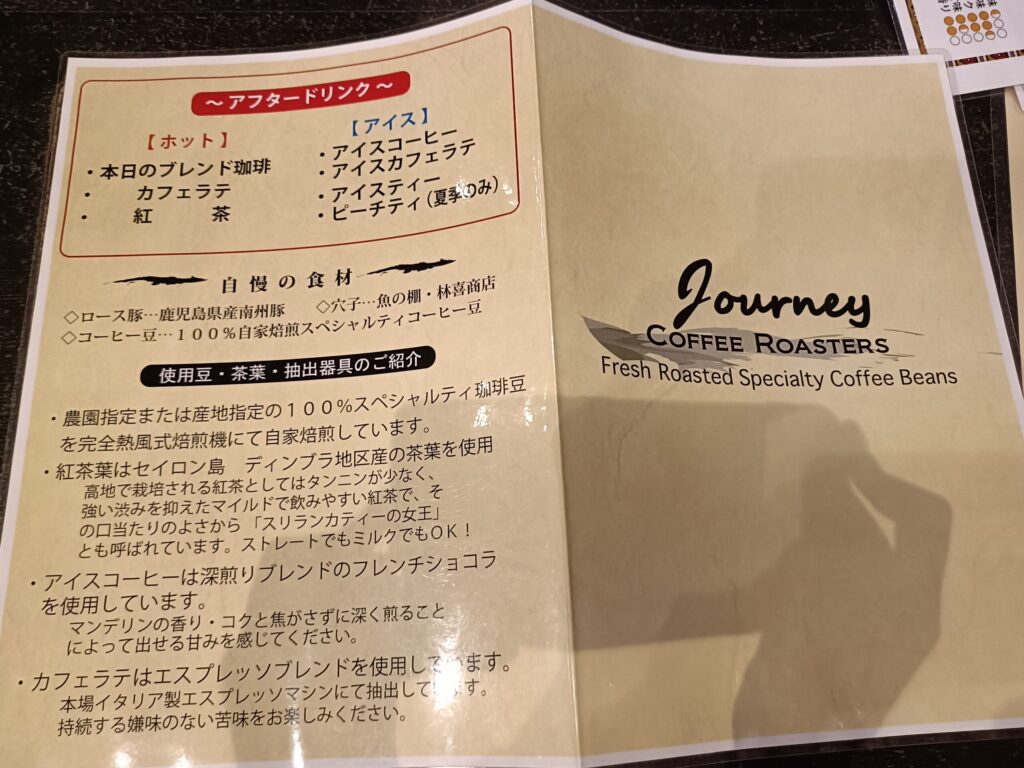 ～ アフタードリンク ～
【 ホット 】
・本日のブレンド珈琲
・　カフェラテ
・　紅　　茶
【 アイス 】
・アイスコーヒー
・アイスカフェラテ
・アイスティー
・ピーチティ（夏季のみ）
自慢の食材
◇ロース豚…鹿児島県産南州豚　◇穴子…魚の棚・林喜商店
◇コーヒー豆…１００％自家焙煎スペシャルティコーヒー豆
使用豆・茶葉・抽出器具のご紹介
・農園指定または産地指定の１００％スペシャルティ珈琲豆
を完全熱風式焙煎機にて自家焙煎しています。
・紅茶葉はセイロン島　ディンブラ地区産の茶葉を使用
高地で栽培される紅茶としてはタンニンが少なく、
強い渋みを抑えたマイルドで飲みやすい紅茶で、そ
の口当たりのよさから「スリランカティーの女王」
とも呼ばれています。ストレートでもミルクでもＯＫ！
・アイスコーヒーは深煎りブレンドのフレンチショコラ
を使用しています。
マンデリンの香り・コクと焦がさずに深く煎ること
によって出せる甘みを感じてください。
・カフェラテはエスプレッソブレンドを使用しています。
本場イタリア製エスプレッソマシンにて抽出してます。
持続する嫌味のない苦味をお楽しみください。
Journey
COFFEE ROASTERS
Fresh Roasted Specialty Coffee Beans